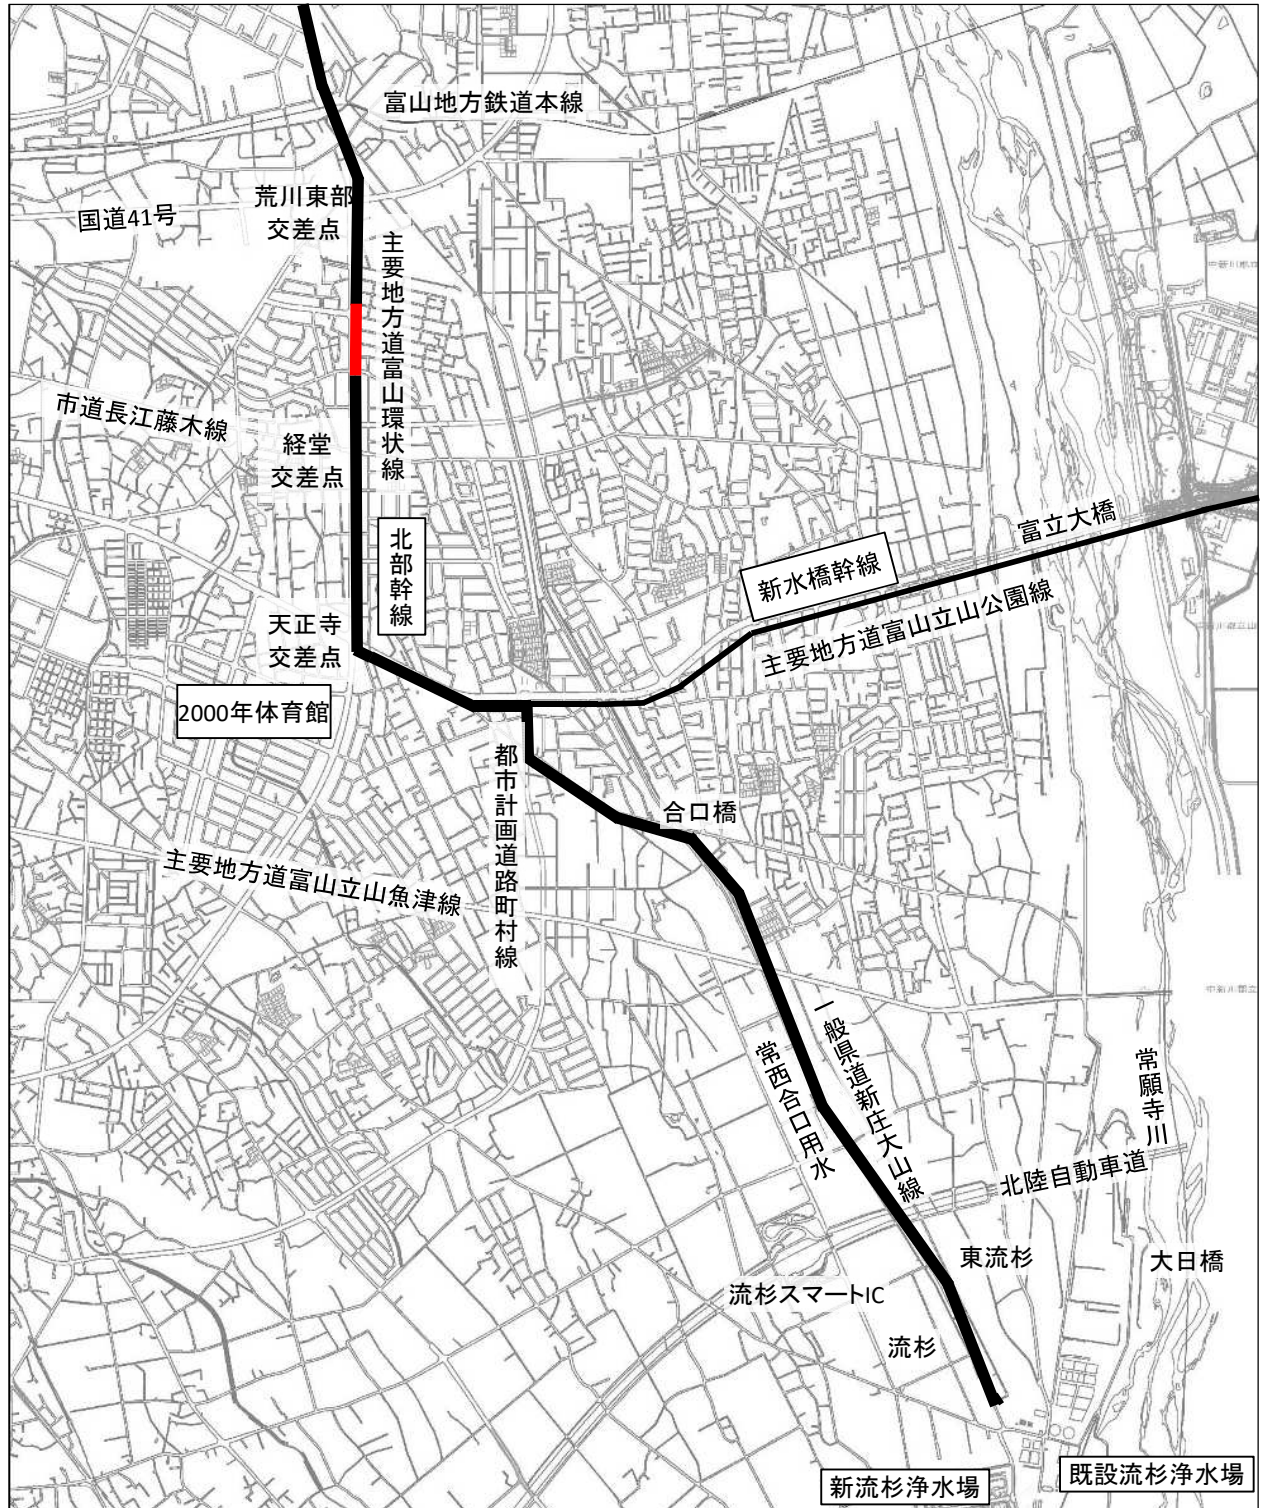 富山地方鉄道本線
荒川東部
交差点
国道41号
主要地方道富山環状線
市道長江藤木線
経堂
交差点
北部幹線
富立大橋
新水橋幹線
主要地方道富山立山公園線
天正寺
交差点
2000年体育館
都市計画道路町村線
合口橋
主要地方道富山立山魚津線
一般県道新庄大山線
常西合口用水
常願寺川
北陸自動車道
東流杉
大日橋
流杉スマートIC
流杉
新流杉浄水場
既設流杉浄水場